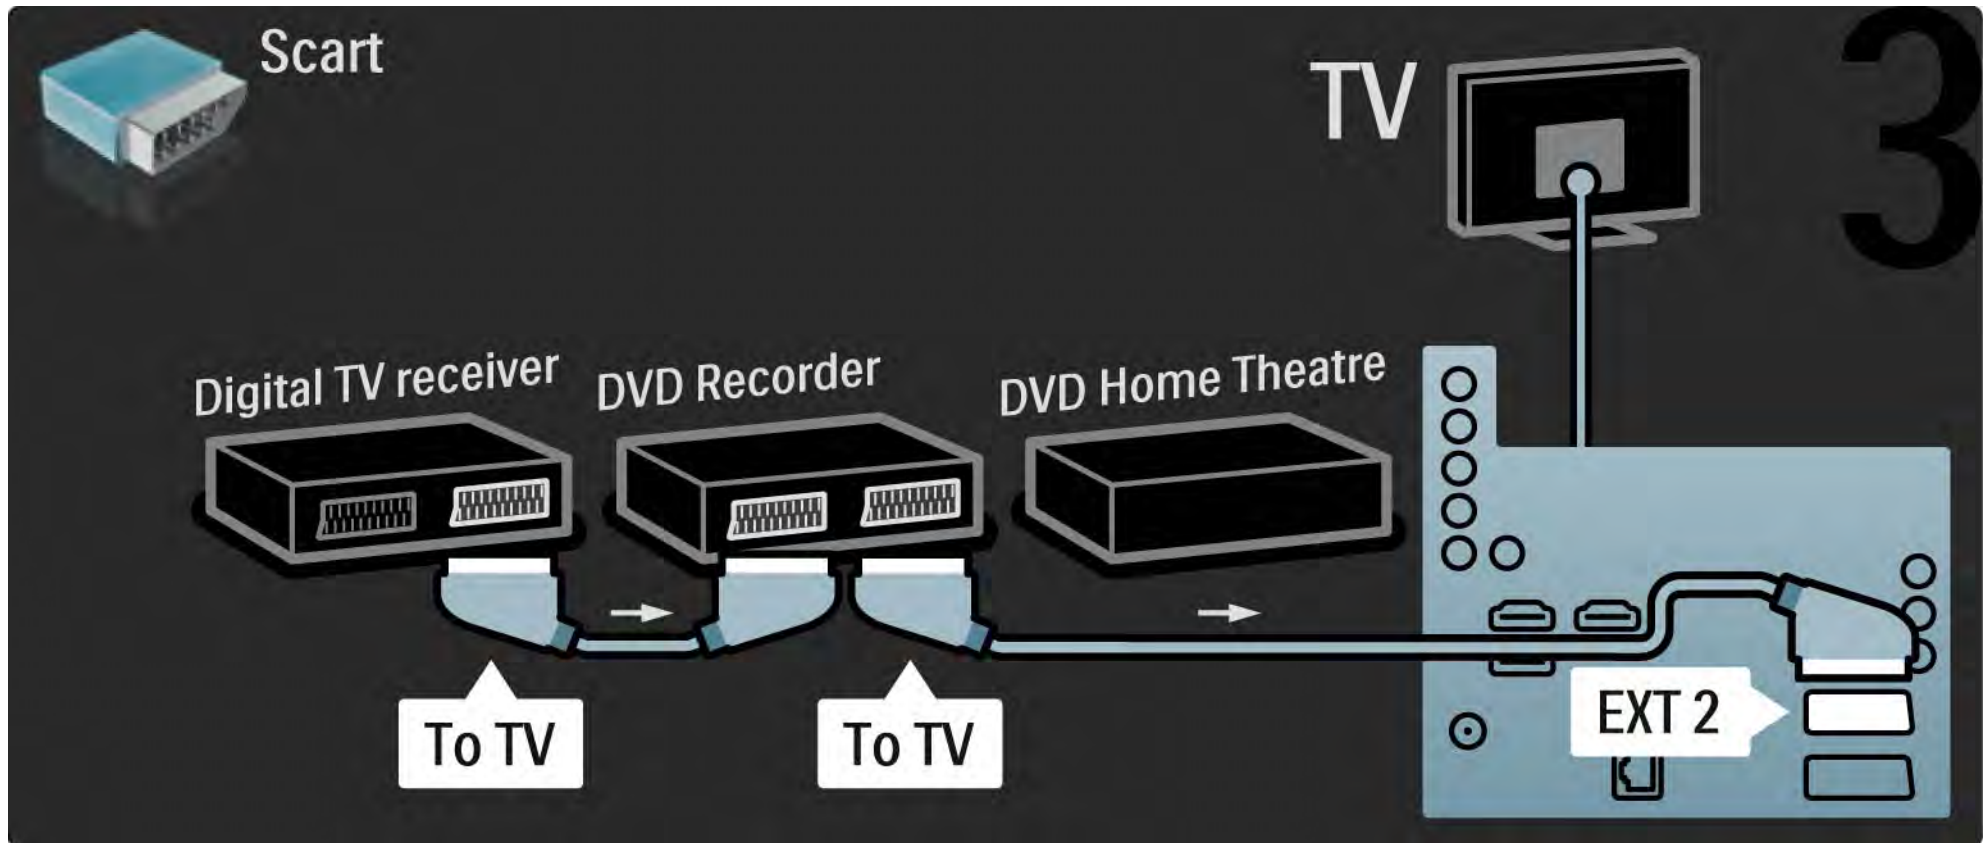 Scart
TV
3
Digital TV receiver
DVD Recorder
DVD Home Theatre
To TV
To TV
EXT 2